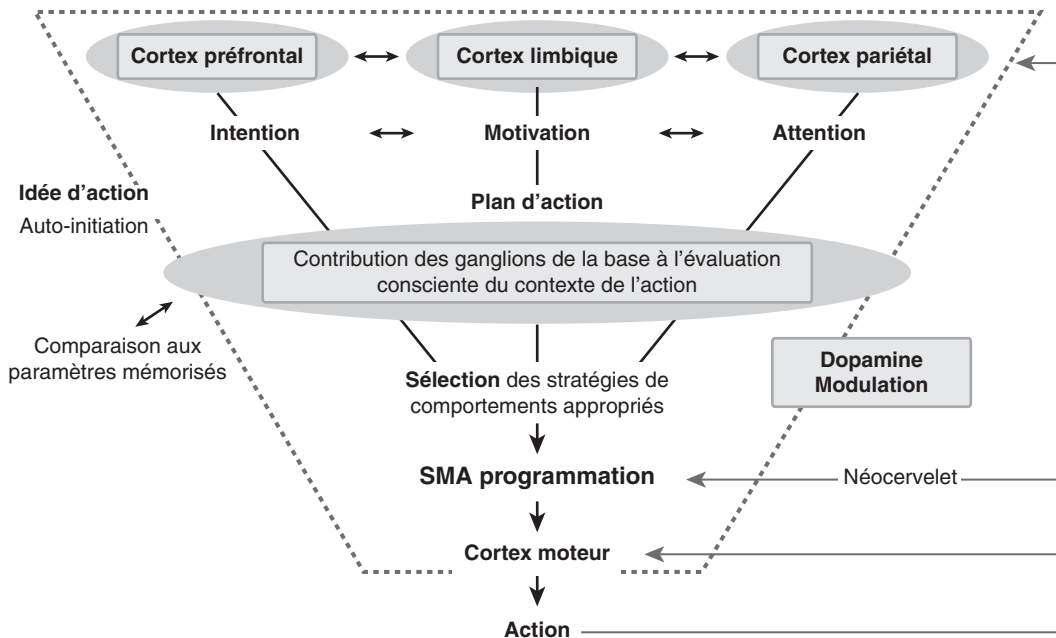 Cortex préfrontal
Cortex limbique
Cortex pariétal
Intention
Motivation
Attention
Idée d’action
Auto-initiation
Plan d’action
Contribution des ganglions de la base à l’évaluation
consciente du contexte de l’action
Comparaison aux
paramètres mémorisés
Dopamine
Modulation
Sélection des stratégies de
comportements appropriés
SMA programmation
Néocervelet
Cortex moteur
Action